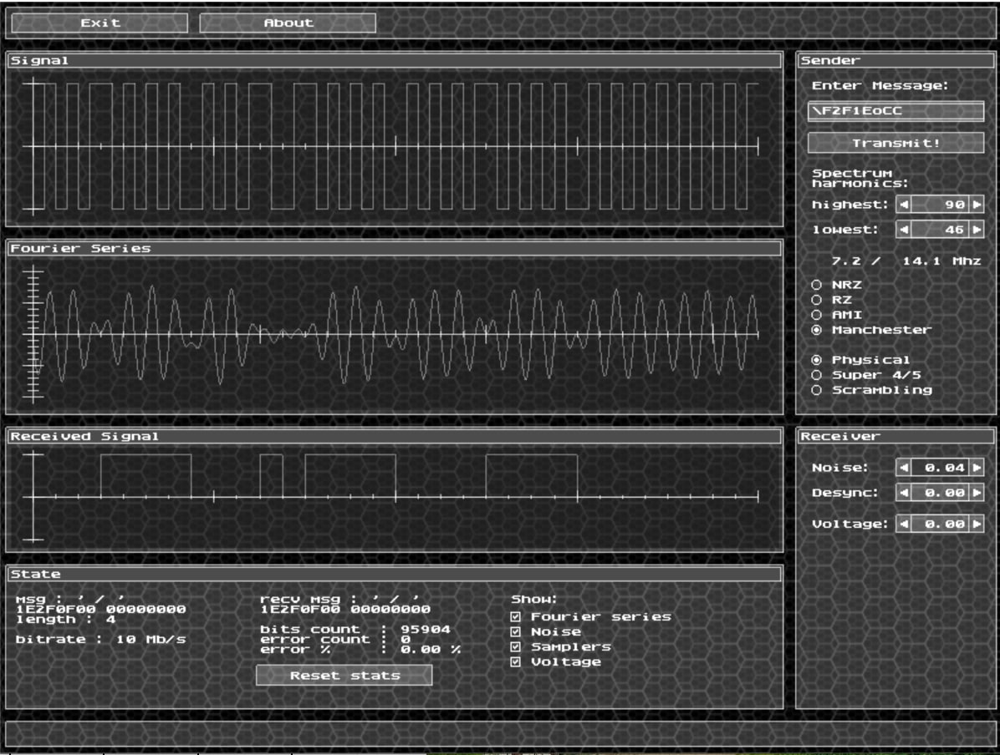 Exit About
Signal
Fourier Series
Received Signal
State
msg : ' / '
1E2F0F00 00000000
length : 4
bitrate : 10 Mb/s
recv msg : ' / '
1E2F0F00 00000000
bits count : 95904
error count : 0
error % : 0.00 %
Reset stats
Show:
Fourier series
Noise
Samplers
Voltage
Sender
Enter Message:
\F2F1EoCC
Transmit!
Spectrum
harmonics:
highest: 90
lowest: 46
7.2 / 14.1 Mhz
NRZ
RZ
AMI
Manchester
Physical
Super 4/5
Scrambling
Receiver
Noise: 0.04
Desync: 0.00
Voltage: 0.00